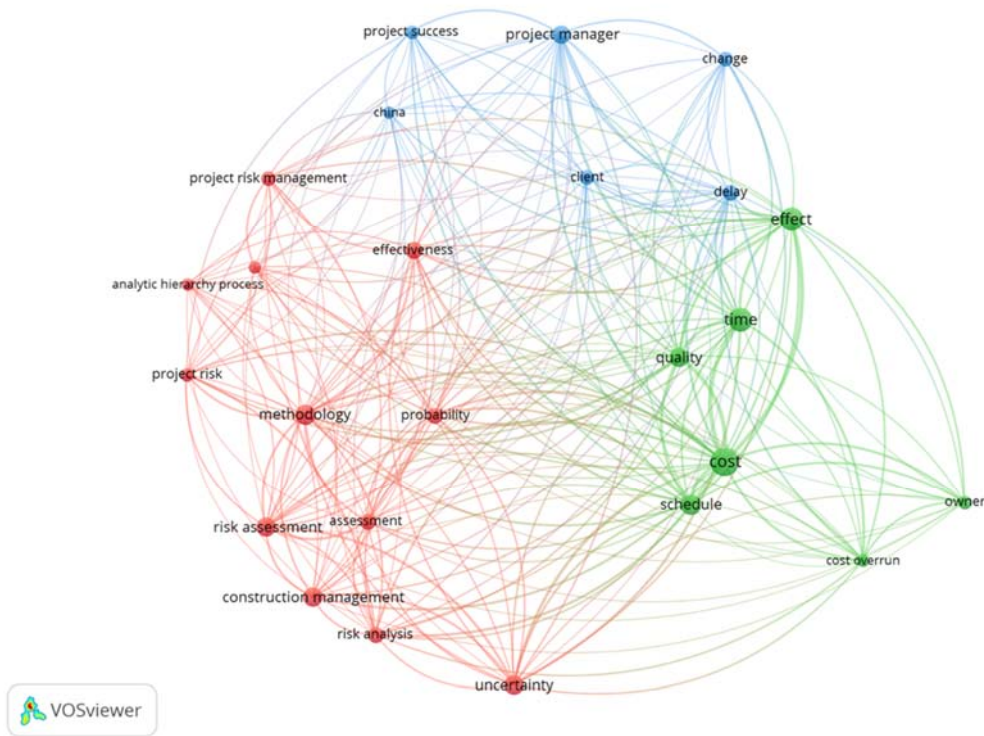 project success
project manager
change
china
project risk management
client
delay
effect
effectiveness
analytic hierarchy process
time
quality
project risk
methodology
probability
cost
schedule
owner
risk assessment
assessment
cost overrun
construction management
risk analysis
uncertainty
VOSviewer